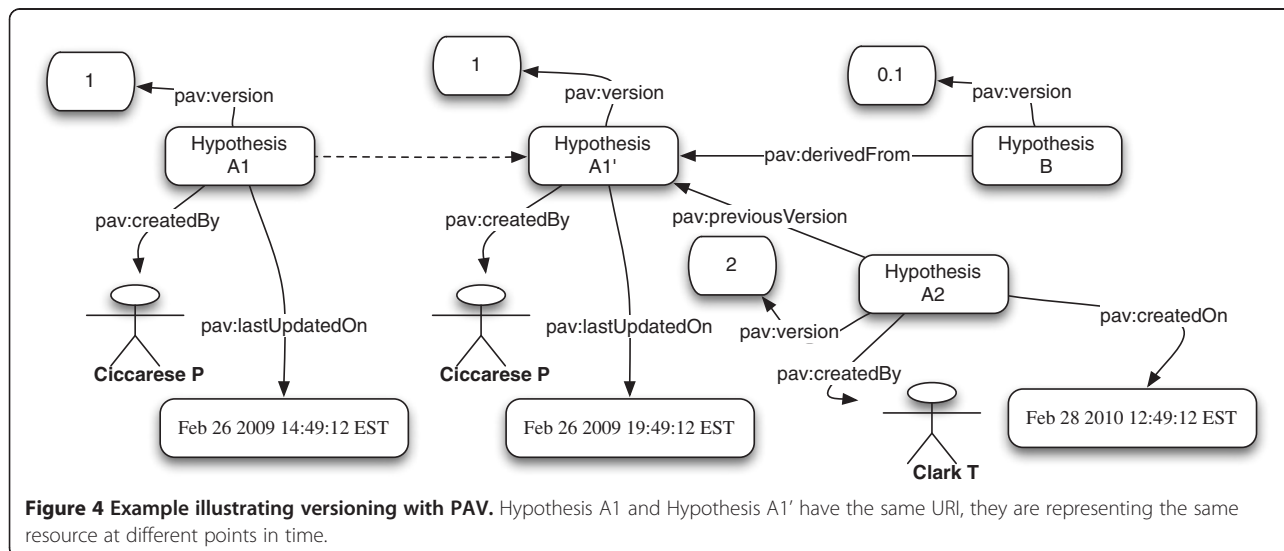 1
1
0.1
pav:version
pav:version
pav:version
Hypothesis
A1
Hypothesis
A1'
pav:derivedFrom
Hypothesis
B
pav:createdBy
pav:createdBy
pav:previousVersion
2
Hypothesis
A2
pav:lastUpdatedOn
pav:lastUpdatedOn
pav:version
pav:createdOn
pav:createdBy
Ciccarese P
Ciccarese P
Feb 26 2009 14:49:12 EST
Feb 26 2009 19:49:12 EST
Feb 28 2010 12:49:12 EST
Clark T
Figure 4 Example illustrating versioning with PAV. Hypothesis A1 and Hypothesis A1’ have the same URI, they are representing the same
resource at different points in time.